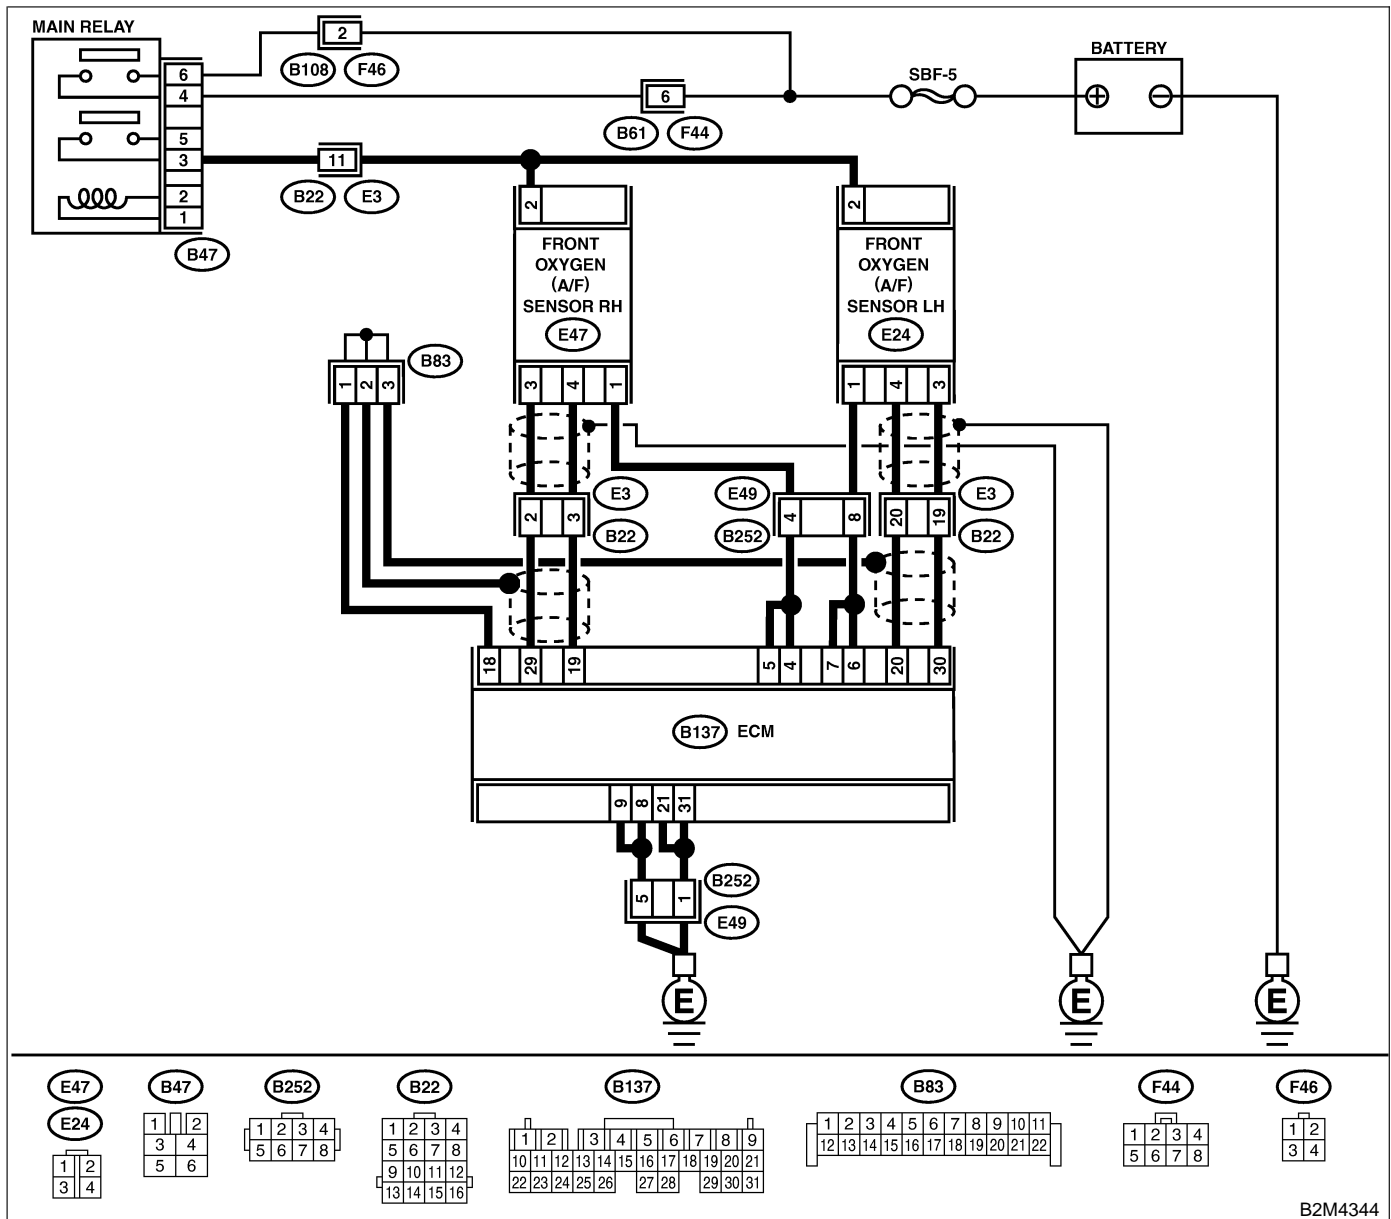 MAIN RELAY
2
B108 F46
BATTERY
SBF-5
6
4
5
3
2
1
B47
6
B61 F44
11
B22 E3
2
FRONT
OXYGEN
(A/F)
SENSOR RH
E47
3 4 1
2
FRONT
OXYGEN
(A/F)
SENSOR LH
E24
1 4 3
B83
1 2 3
E3
2 3
B22
E49
4 8
B252
E3
20 19
B22
18 29 19 5 4 7 6 20 30
B137 ECM
9 8 21 31
B252
5 1
E49
E E E
E47
E24
1 2
3 4
B47
1 2
3 4
5 6
B252
1 2 3 4
5 6 7 8
B22
1 2 3 4
5 6 7 8
9 10 11 12
13 14 15 16
B137
1 2 3 4 5 6 7 8 9
10 11 12 13 14 15 16 17 18 19 20 21
22 23 24 25 26 27 28 29 30 31
B83
1 2 3 4 5 6 7 8 9 10 11
12 13 14 15 16 17 18 19 20 21 22
F44
1 2 3 4
5 6 7 8
F46
1 2
3 4
B2M4344